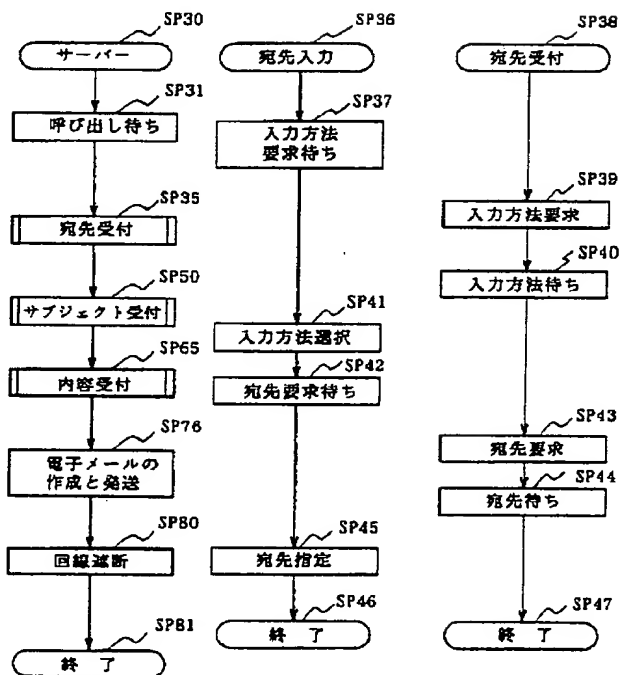 SP30
サーバー
SP31
呼び出し待ち
SP35
宛先受付
SP50
サブジェクト受付
SP65
内容受付
SP76
電子メールの
作成と発送
SP80
回線遮断
SP81
終 了
SP36
宛先入力
SP37
入力方法
要求待ち
SP41
入力方法選択
SP42
宛先要求待ち
SP45
宛先指定
SP46
終 了
SP38
宛先受付
SP39
入力方法要求
SP40
入力方法待ち
SP43
宛先要求
SP44
宛先待ち
SP47
終 了